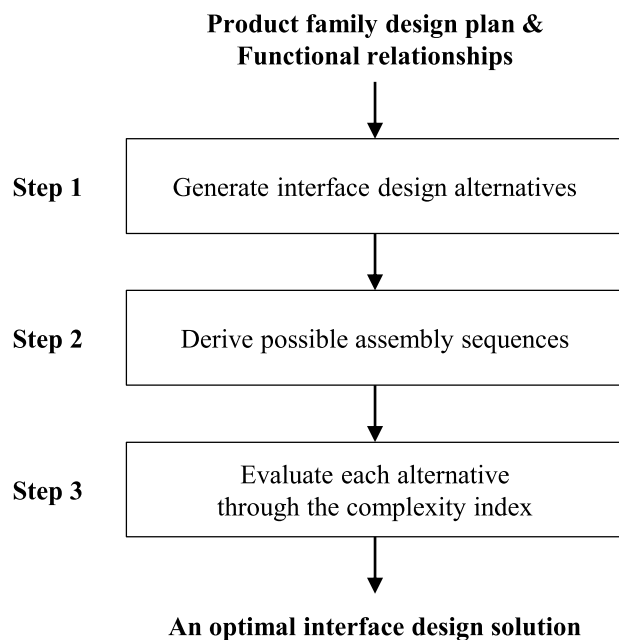 Product family design plan &
Functional relationships
Step 1
Generate interface design alternatives
Step 2
Derive possible assembly sequences
Step 3
Evaluate each alternative
through the complexity index
An optimal interface design solution